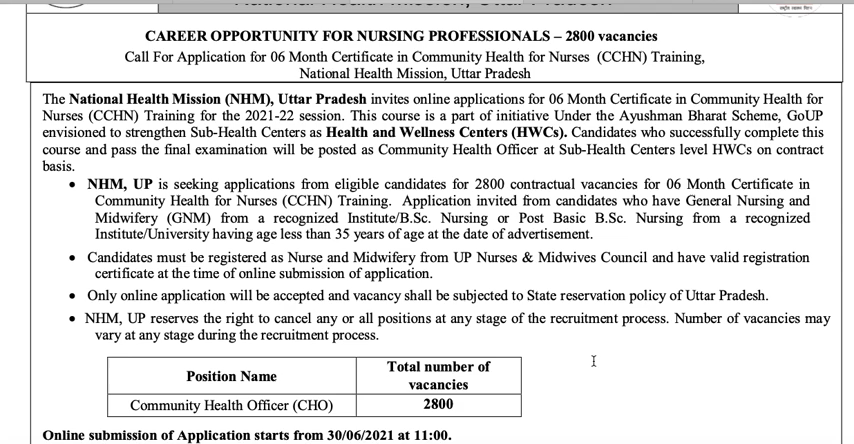 CAREER OPPORTUNITY FOR NURSING PROFESSIONALS – 2800 vacancies
Call For Application for 06 Month Certificate in Community Health for Nurses (CCHN) Training,
National Health Mission, Uttar Pradesh
The National Health Mission (NHM), Uttar Pradesh invites online applications for 06 Month Certificate in Community Health for
Nurses (CCHN) Training for the 2021-22 session. This course is a part of initiative Under the Ayushman Bharat Scheme, GoUP
envisioned to strengthen Sub-Health Centers as Health and Wellness Centers (HWCs). Candidates who successfully complete this
course and pass the final examination will be posted as Community Health Officer at Sub-Health Centers level HWCs on contract
basis.
• NHM, UP is seeking applications from eligible candidates for 2800 contractual vacancies for 06 Month Certificate in
Community Health for Nurses (CCHN) Training. Application invited from candidates who have General Nursing and
Midwifery (GNM) from a recognized Institute/B.Sc. Nursing or Post Basic B.Sc. Nursing from a recognized
Institute/University having age less than 35 years of age at the date of advertisement.
• Candidates must be registered as Nurse and Midwifery from UP Nurses & Midwives Council and have valid registration
certificate at the time of online submission of application.
• Only online application will be accepted and vacancy shall be subjected to State reservation policy of Uttar Pradesh.
• NHM, UP reserves the right to cancel any or all positions at any stage of the recruitment process. Number of vacancies may
vary at any stage during the recruitment process.
Position Name
Total number of
vacancies
Community Health Officer (CHO) 2800
Online submission of Application starts from 30/06/2021 at 11:00.